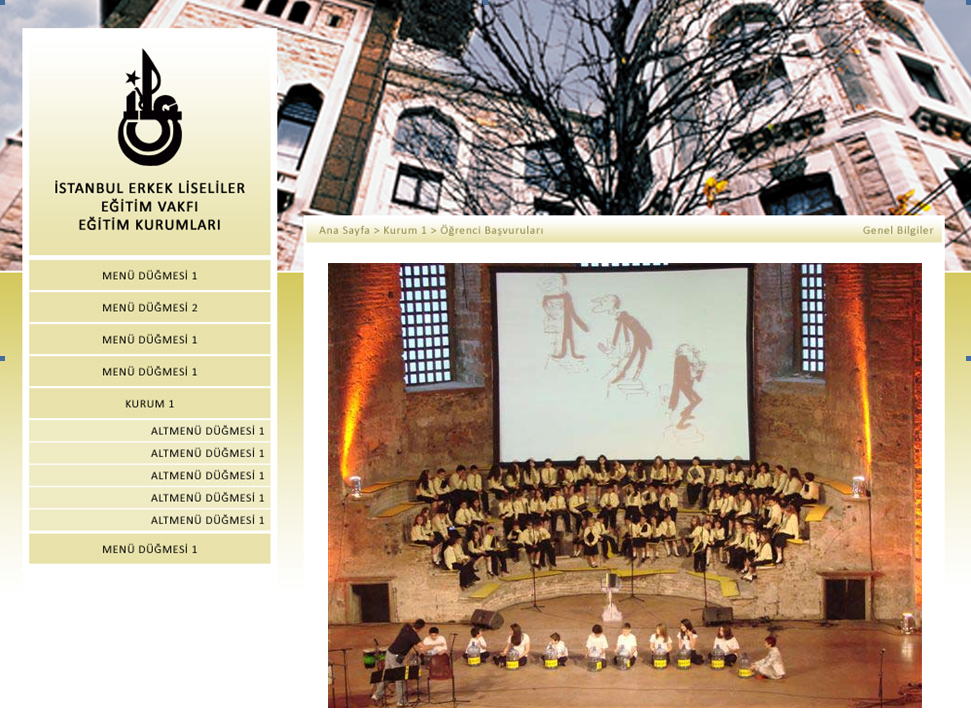 İSTANBUL ERKEK LİSELİLER
EĞİTİM VAKFI
EĞİTİM KURUMLARI
MENÜ DÜĞMESİ 1
MENÜ DÜĞMESİ 2
MENÜ DÜĞMESİ 1
MENÜ DÜĞMESİ 1
KURUM 1
ALTMENÜ DÜĞMESİ 1
ALTMENÜ DÜĞMESİ 1
ALTMENÜ DÜĞMESİ 1
ALTMENÜ DÜĞMESİ 1
ALTMENÜ DÜĞMESİ 1
MENÜ DÜĞMESİ 1
Ana Sayfa > Kurum 1 > Öğrenci Başvuruları
Genel Bilgiler